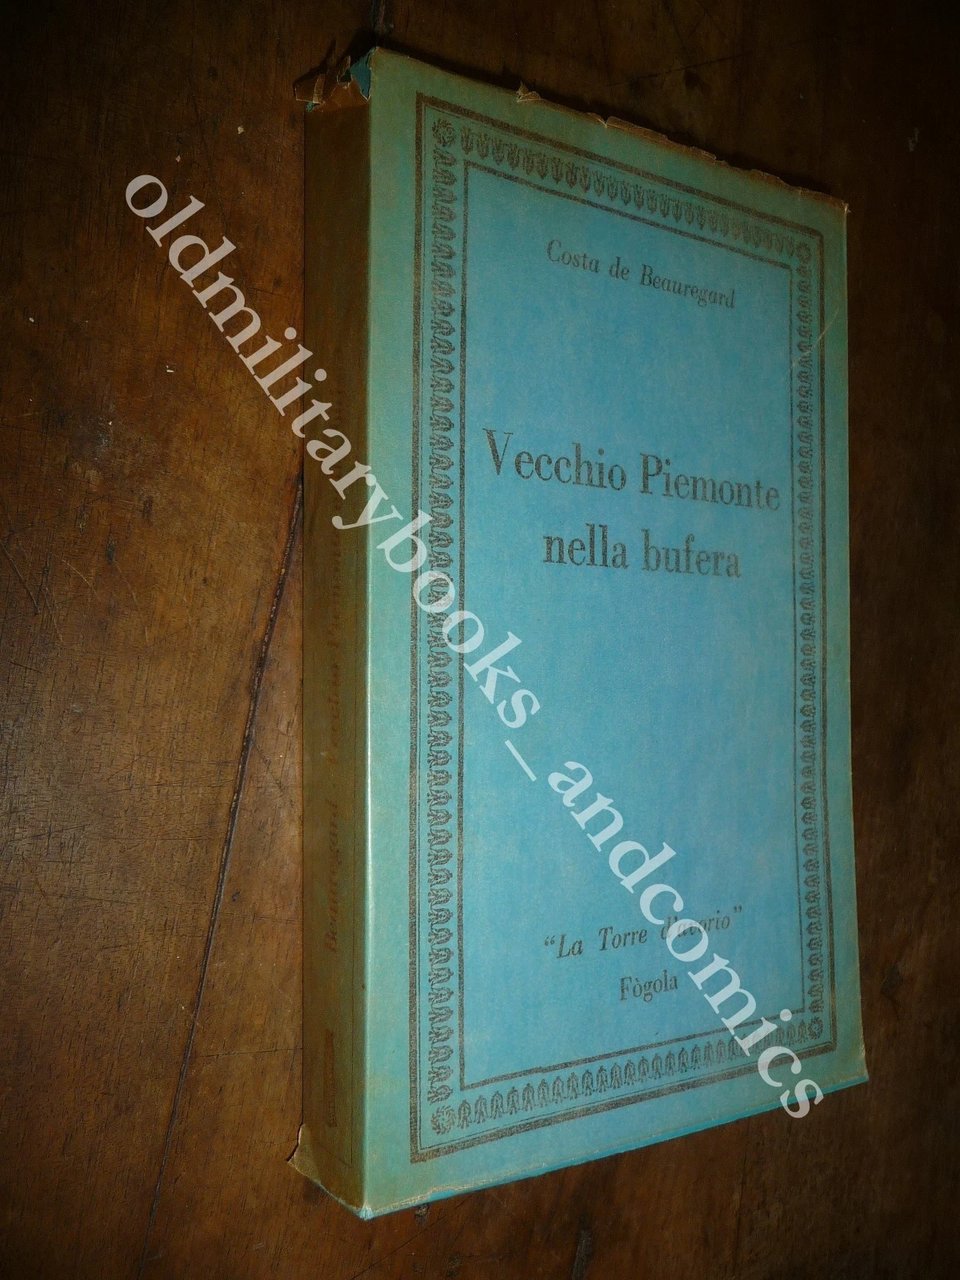 Costa de Beauregard
Vecchio Piemonte
nella bufera
"La Torre d'avorio"
Fògola
oldmilitarybooks_andcomics